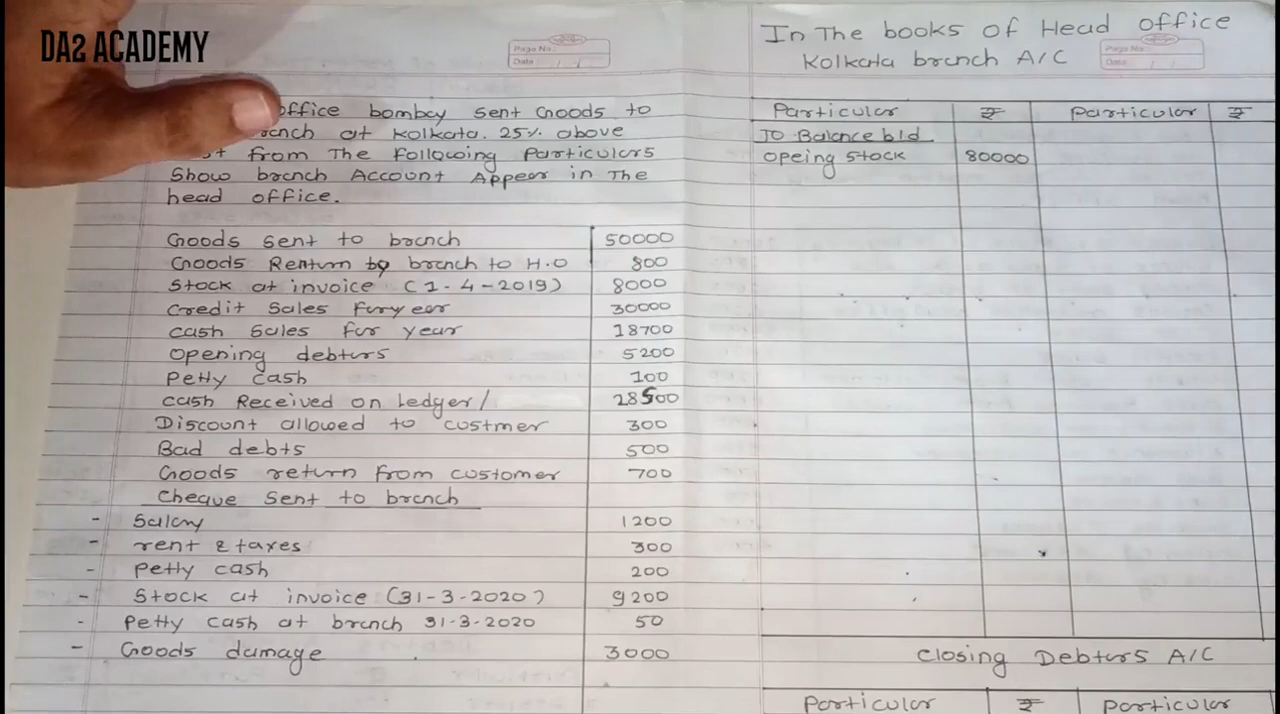 DA2 ACADEMY
Page No:
Date
office bombay sent Goods to
at Kolkata. 25% above
from The Following Particulars
Show branch Account Appear in The
head office.
Goods sent to branch 50000
Goods Renturn by branch to H.O 800
Stock at invoice (1-4-2019) 8000
Credit Sales For year 30000
cash Sales for year 18700
Opening debturs 5200
Petty cash 100
cash Received on Ledger/ 28500
Discount allowed to custmer 300
Bad debts 500
Goods return from customer 700
Cheque sent to branch
- Salary 1200
- rent & taxes 300
- Petty cash 200
- Stock at invoice (31-3-2020) 9200
- Petty cash at branch 31-3-2020 50
- Goods damage 3000
In The books of Head office
Kolkata branch A/C
Page No:
Date
Particular ₹ Particular ₹
To Balance b/d
Opeing Stock 80000
Closing Debturs A/C
Particular ₹ Particular